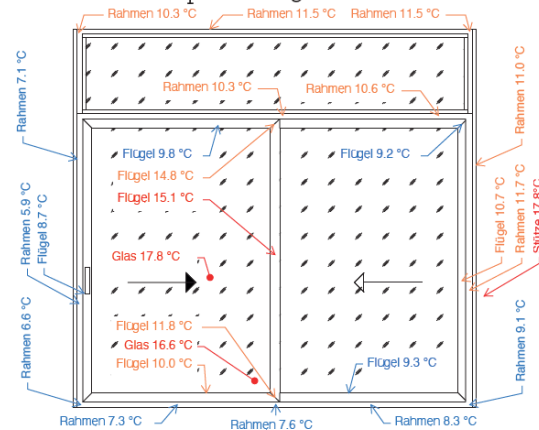 Rahmen 10.3 °C
Rahmen 11.5 °C
Rahmen 11.5 °C
Rahmen 7.1 °C
Rahmen 10.3 °C
Rahmen 10.6 °C
Rahmen 11.0 °C
Flügel 9.8 °C
Flügel 9.2 °C
Flügel 14.8 °C
Flügel 15.1 °C
Rahmen 5.9 °C
Flügel 8.7 °C
Glas 17.8 °C
Flügel 10.7 °C
Rahmen 11.7 °C
Stütze 17.8°C
Rahmen 6.6 °C
Flügel 11.8 °C
Glas 16.6 °C
Flügel 10.0 °C
Flügel 9.3 °C
Rahmen 9.1 °C
Rahmen 7.3 °C
Rahmen 7.6 °C
Rahmen 8.3 °C